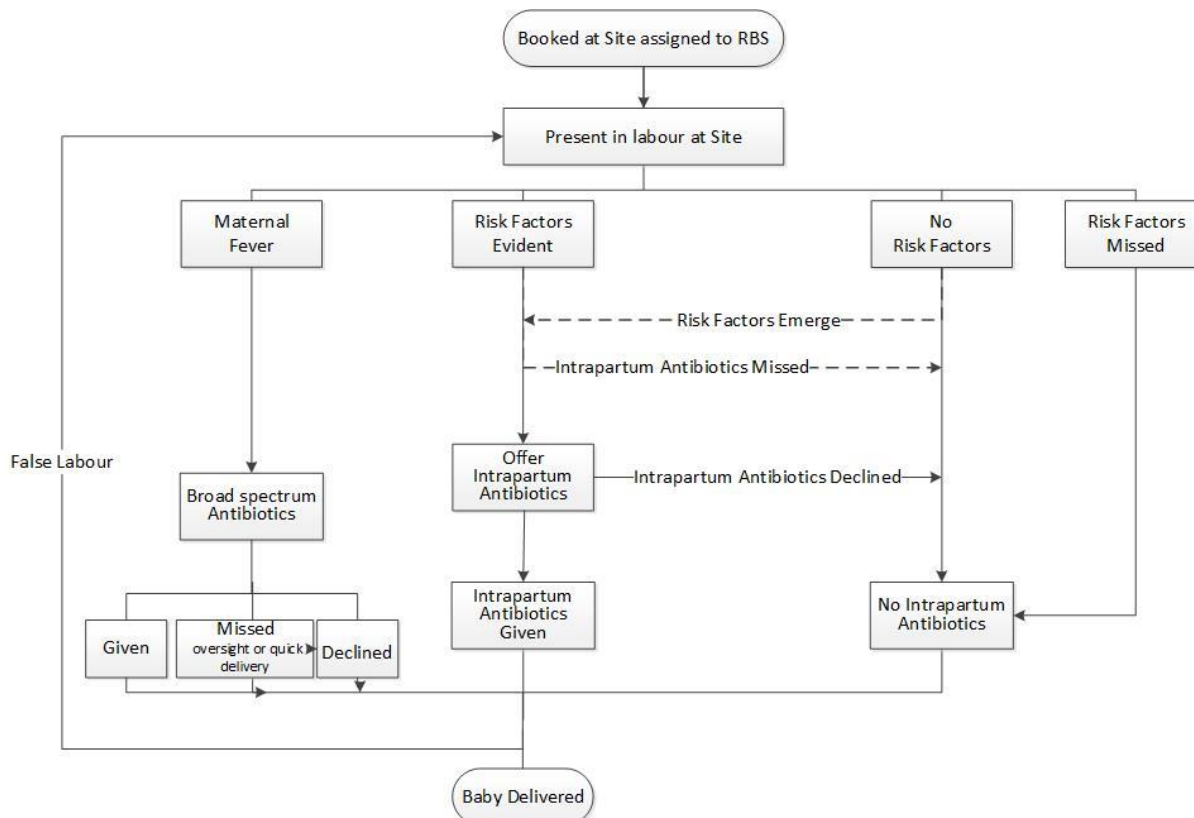 Booked at Site assigned to RBS
Present in labour at Site
Maternal
Fever
Risk Factors
Evident
No
Risk Factors
Risk Factors
Missed
Risk Factors Emerge
Intrapartum Antibiotics Missed
False Labour
Offer
Intrapartum
Antibiotics
Intrapartum Antibiotics Declined
Broad spectrum
Antibiotics
Given
Missed
oversight or quick
delivery
Declined
Intrapartum
Antibiotics
Given
No Intrapartum
Antibiotics
Baby Delivered